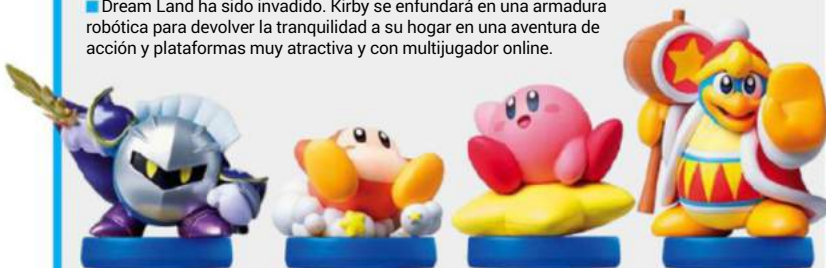 Dream Land ha sido invadido. Kirby se enfundará en una armadura
robótica para devolver la tranquilidad a su hogar en una aventura de
acción y plataformas muy atractiva y con multijugador online.